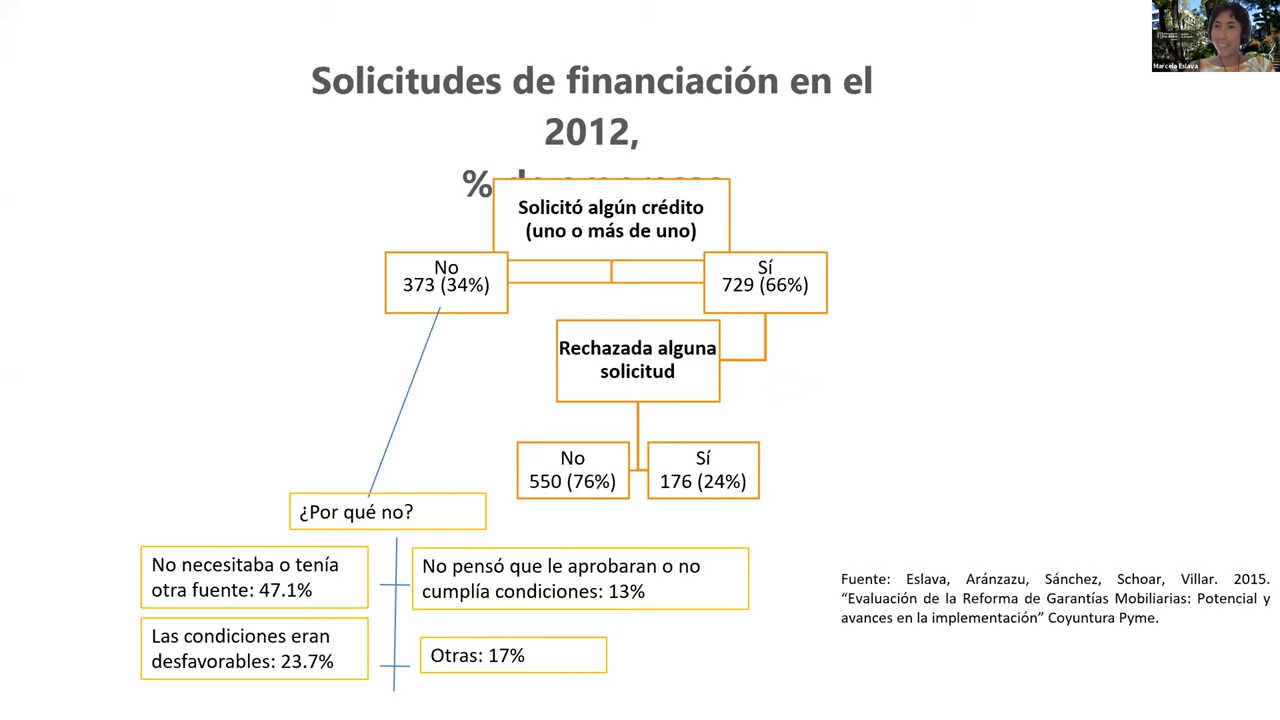 Marcela Eslava
Solicitudes de financiación en el
2012,
% de empresas
Solicitó algún crédito
(uno o más de uno)
No
373 (34%)
Sí
729 (66%)
Rechazada alguna
solicitud
No
550 (76%)
Sí
176 (24%)
¿Por qué no?
No necesitaba o tenía
otra fuente: 47.1%
No pensó que le aprobaran o no
cumplía condiciones: 13%
Las condiciones eran
desfavorables: 23.7%
Otras: 17%
Fuente: Eslava, Aránzazu, Sánchez, Schoar, Villar. 2015.
“Evaluación de la Reforma de Garantías Mobiliarias: Potencial y
avances en la implementación” Coyuntura Pyme.